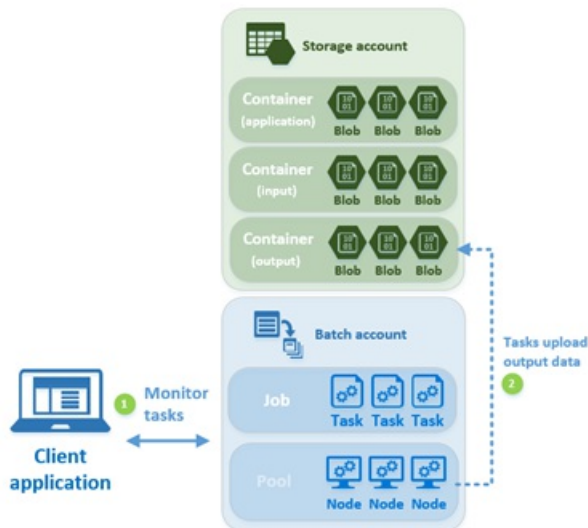 Storage account
Container
(application)
Blob Blob Blob
Container
(input)
Blob Blob Blob
Container
(output)
Blob Blob Blob
Batch account
Tasks upload
output data
2
1 Monitor
tasks
Job
Task Task Task
Client
application
Pool
Node Node Node